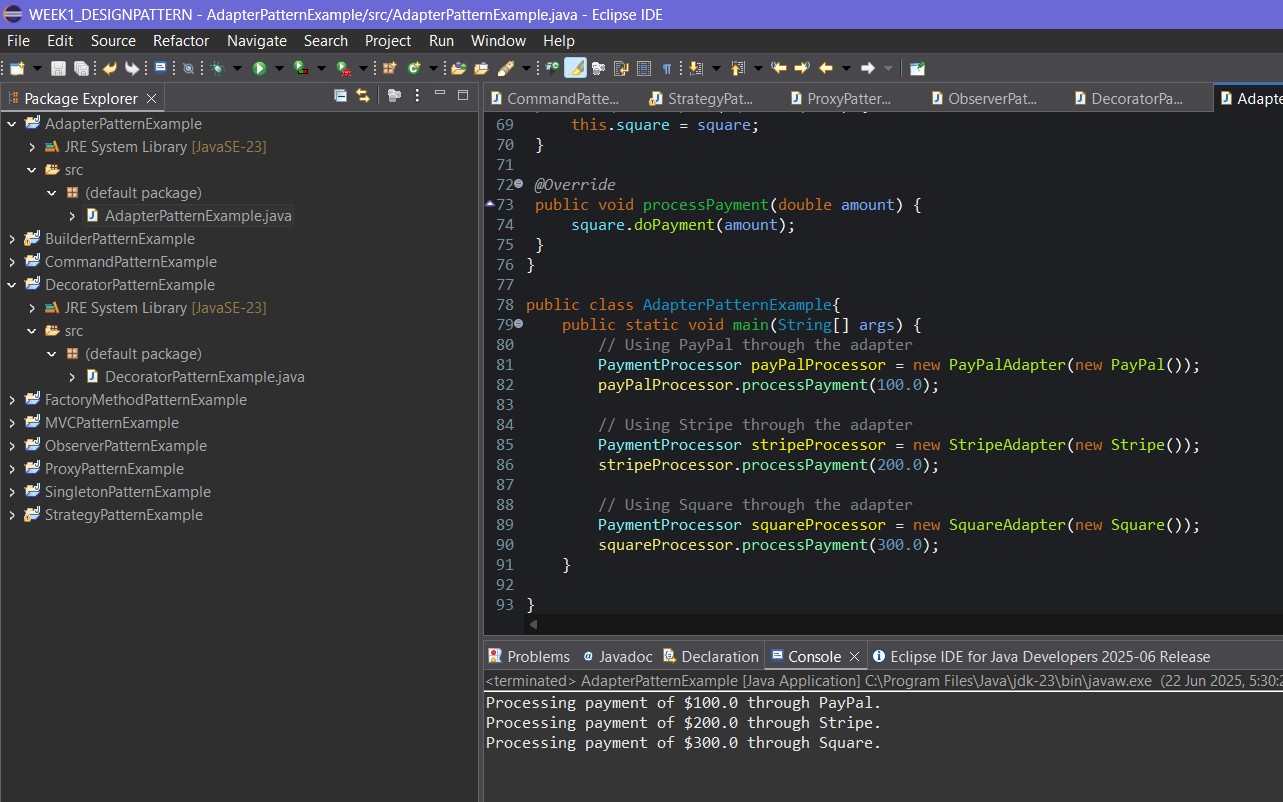 WEEK1_DESIGNPATTERN - AdapterPatternExample/src/AdapterPatternExample.java - Eclipse IDE
File Edit Source Refactor Navigate Search Project Run Window Help
Package Explorer
AdapterPatternExample
JRE System Library [JavaSE-23]
src
(default package)
AdapterPatternExample.java
BuilderPatternExample
CommandPatternExample
DecoratorPatternExample
JRE System Library [JavaSE-23]
src
(default package)
DecoratorPatternExample.java
FactoryMethodPatternExample
MVCPatternExample
ObserverPatternExample
ProxyPatternExample
SingletonPatternExample
StrategyPatternExample
CommandPatte... StrategyPat... ProxyPatter... ObserverPat... DecoratorPa... Adapte
69 this.square = square;
70 }
71
72 @Override
73 public void processPayment(double amount) {
74 square.doPayment(amount);
75 }
76 }
77
78 public class AdapterPatternExample{
79 public static void main(String[] args) {
80 // Using PayPal through the adapter
81 PaymentProcessor payPalProcessor = new PayPalAdapter(new PayPal());
82 payPalProcessor.processPayment(100.0);
83
84 // Using Stripe through the adapter
85 PaymentProcessor stripeProcessor = new StripeAdapter(new Stripe());
86 stripeProcessor.processPayment(200.0);
87
88 // Using Square through the adapter
89 PaymentProcessor squareProcessor = new SquareAdapter(new Square());
90 squareProcessor.processPayment(300.0);
91 }
92
93 }
Problems @ Javadoc Declaration Console Eclipse IDE for Java Developers 2025-06 Release
<terminated> AdapterPatternExample [Java Application] C:\Program Files\Java\jdk-23\bin\javaw.exe (22 Jun 2025, 5:30:2
Processing payment of $100.0 through PayPal.
Processing payment of $200.0 through Stripe.
Processing payment of $300.0 through Square.